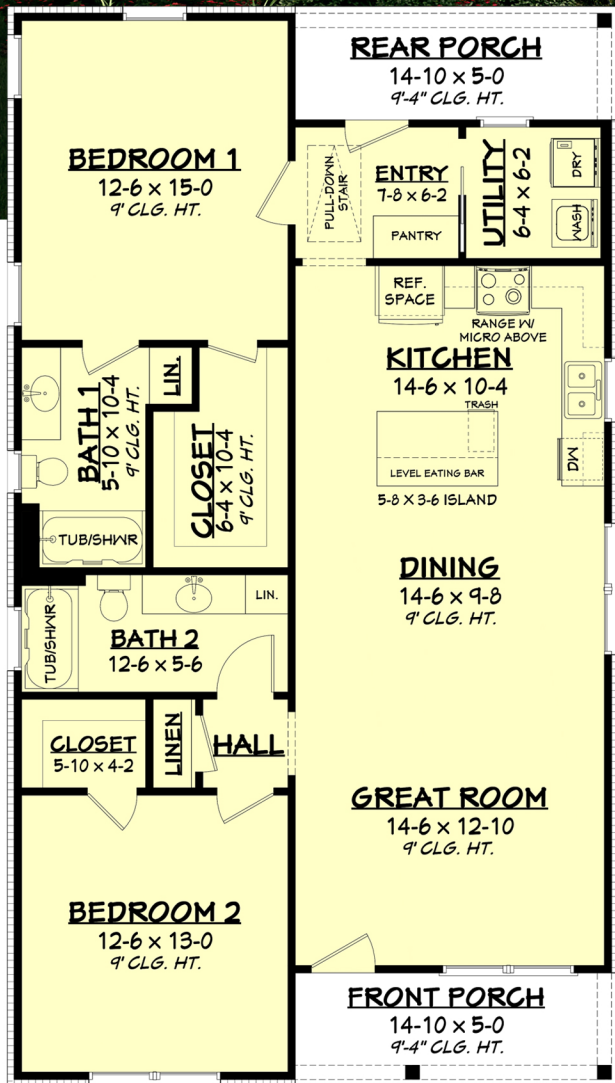 REAR PORCH
14-10 x 5-0
9'-4" CLG. HT.
BEDROOM 1
12-6 x 15-0
9' CLG. HT.
PULL-DOWN
STAIR
ENTRY
7-8 x 6-2
PANTRY
UTILITY
6-4 x 6-2
DRY
WASH
REF.
SPACE
RANGE W/
MICRO ABOVE
KITCHEN
14-6 x 10-4
TRASH
LEVEL EATING BAR
5-8 X 3-6 ISLAND
DW
BATH 1
5-10 x 10-4
9' CLG. HT.
LIN.
CLOSET
6-4 x 10-4
9' CLG. HT.
TUB/SHWR
DINING
14-6 x 9-8
9' CLG. HT.
TUB/SHWR
LIN.
BATH 2
12-6 x 5-6
CLOSET
5-10 x 4-2
LINEN
HALL
GREAT ROOM
14-6 x 12-10
9' CLG. HT.
BEDROOM 2
12-6 x 13-0
9' CLG. HT.
FRONT PORCH
14-10 x 5-0
9'-4" CLG. HT.